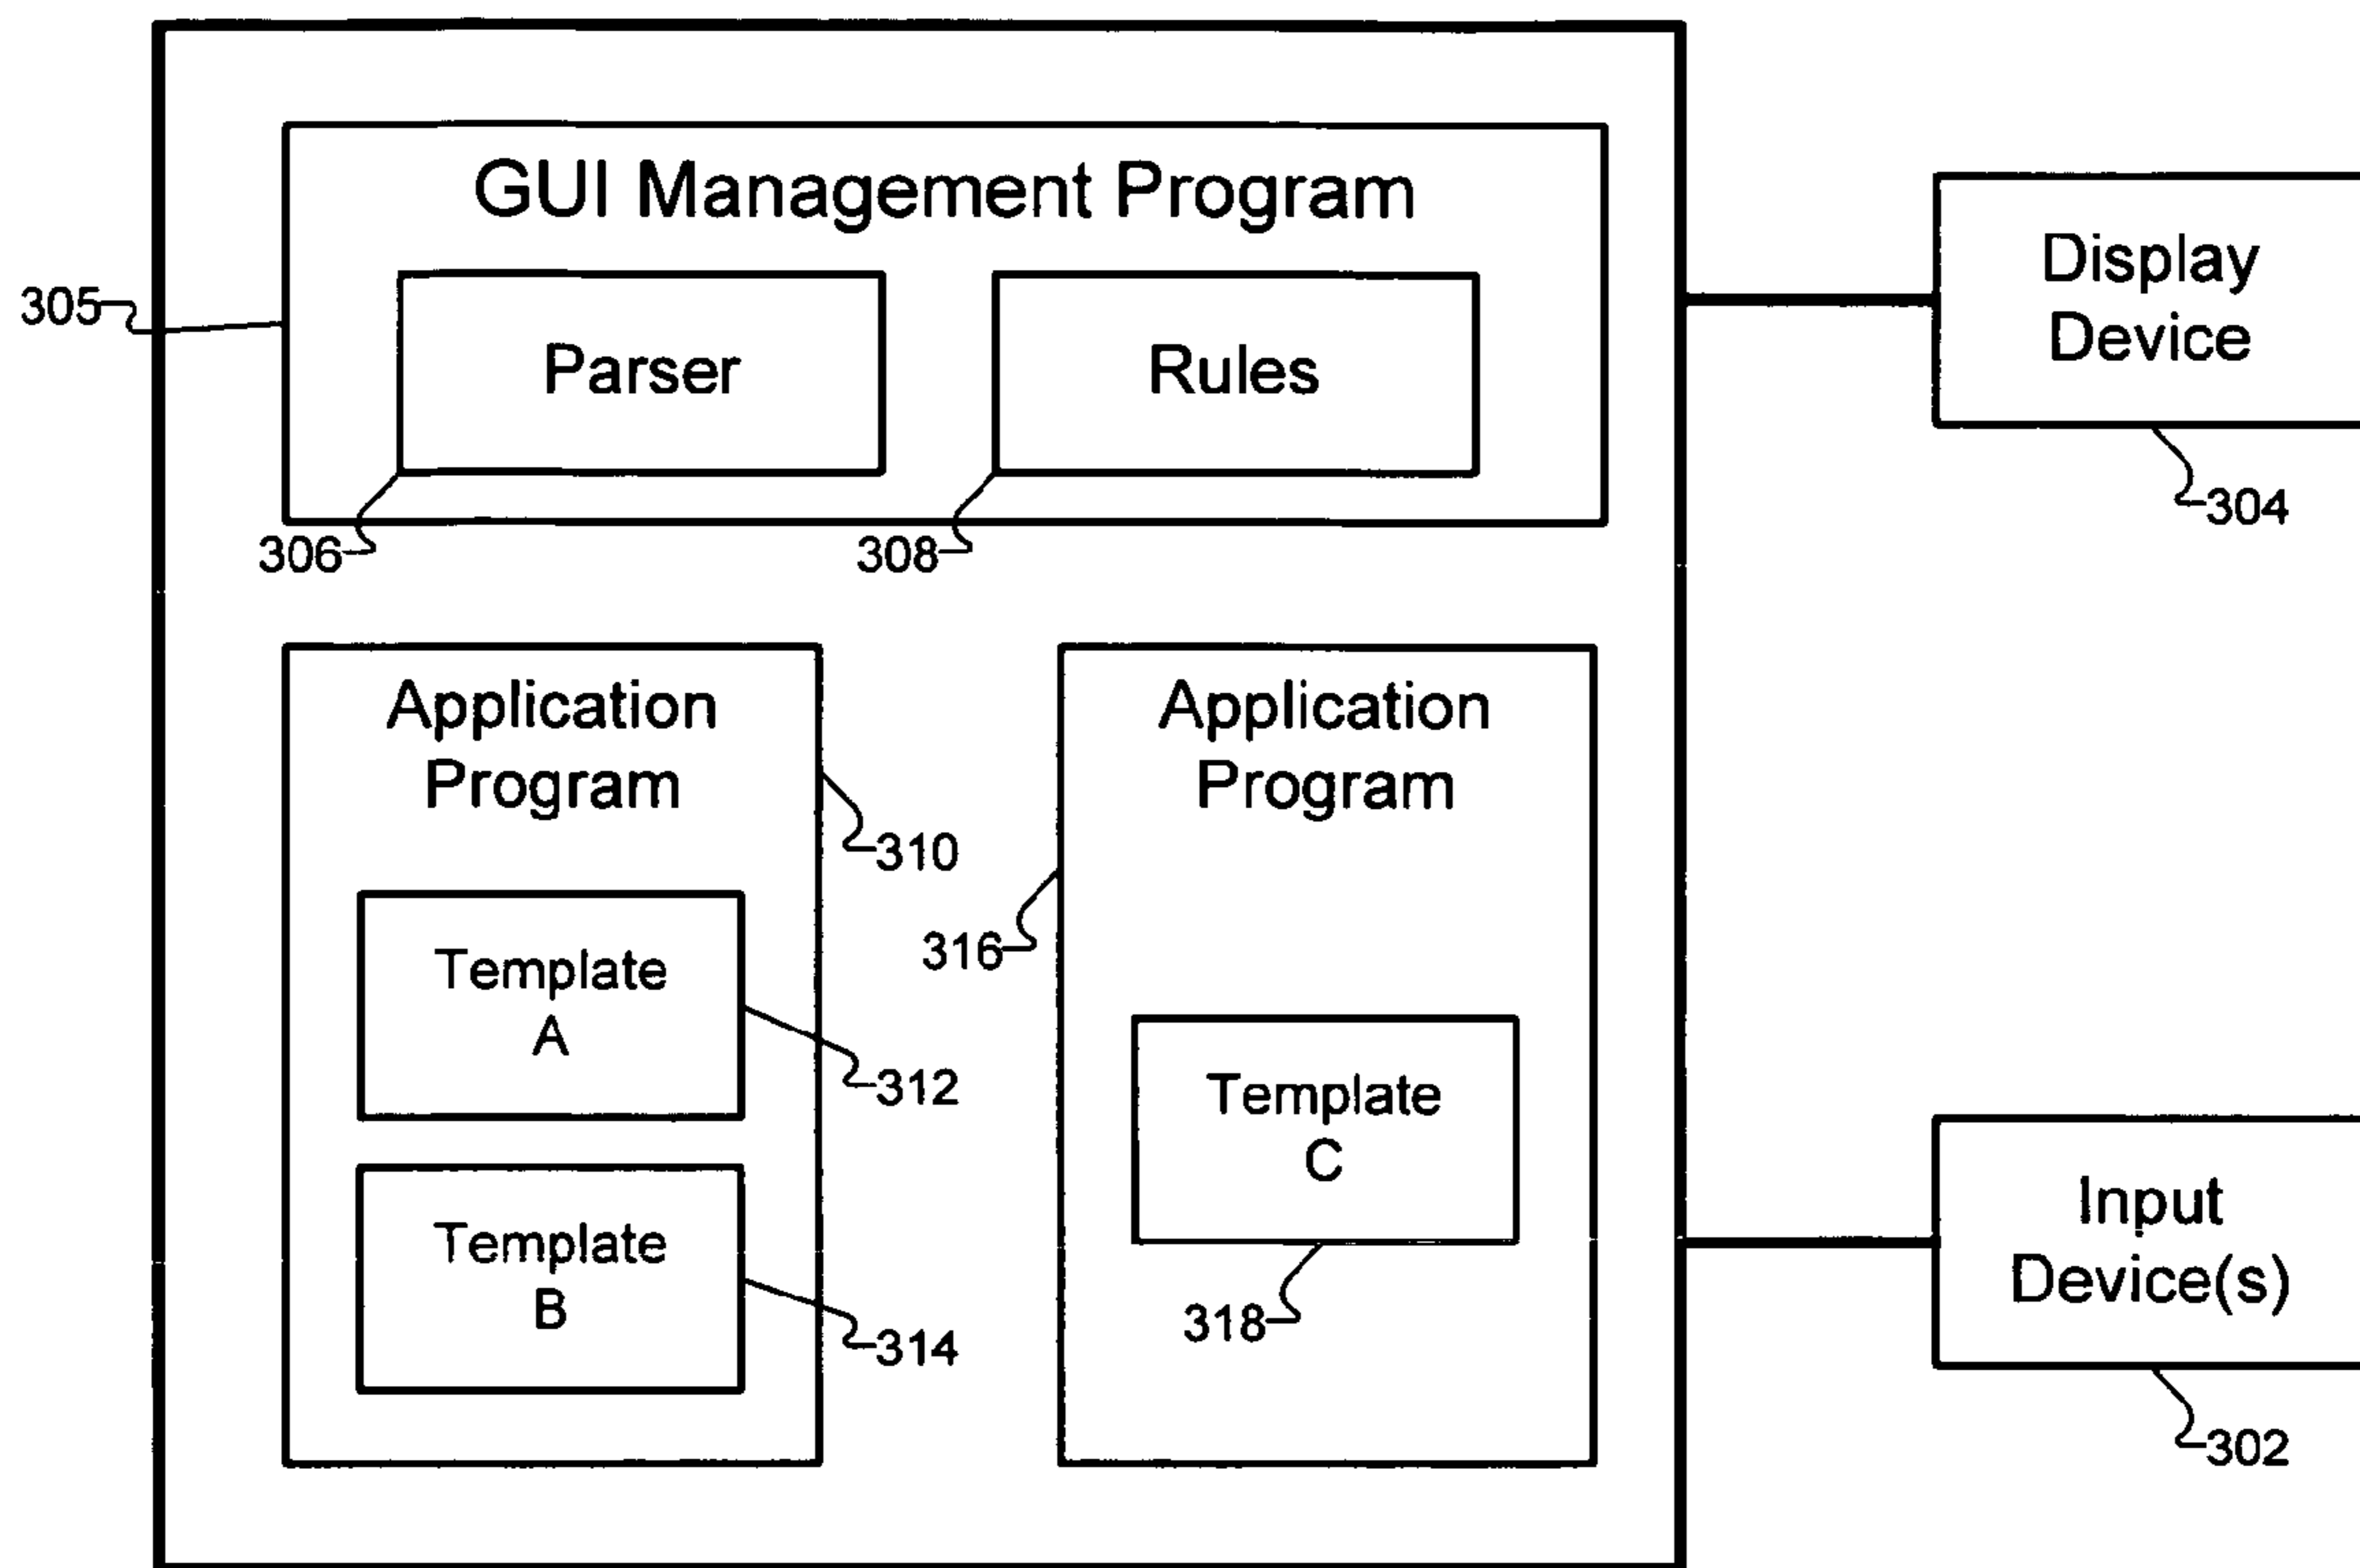 GUI Management Program
305
Parser
Rules
306
308
Display
Device
304
Application
Program
310
Application
Program
316
Template
A
312
Template
B
314
Template
C
318
Input
Device(s)
302